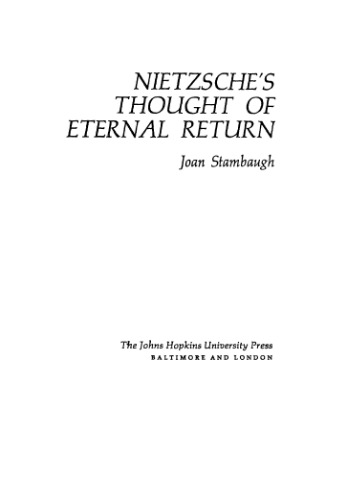 NIETZSCHE'S
THOUGHT OF
ETERNAL RETURN
Joan Stambaugh
The Johns Hopkins University Press
BALTIMORE AND LONDON